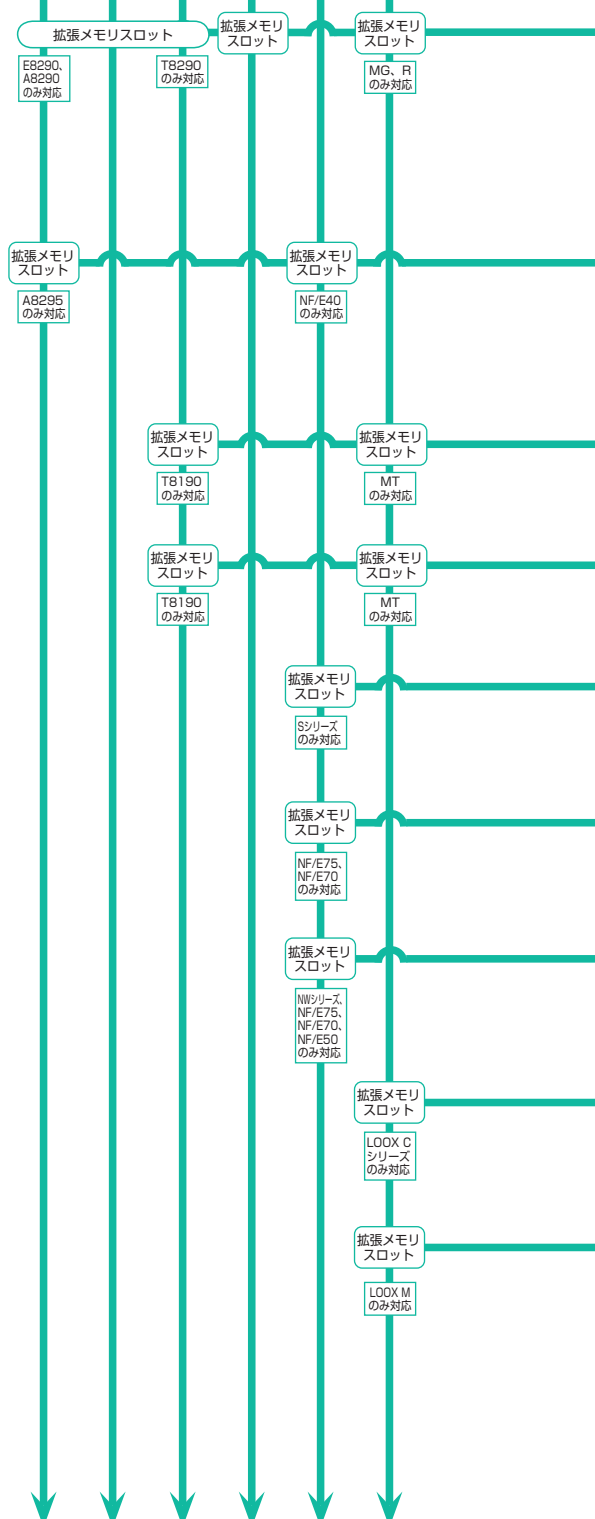 拡張メモリスロット
拡張メモリ
スロット
拡張メモリ
スロット
E8290、
A8290
のみ対応
T8290
のみ対応
MG、R
のみ対応
拡張メモリ
スロット
拡張メモリ
スロット
A8295
のみ対応
NF/E40
のみ対応
拡張メモリ
スロット
拡張メモリ
スロット
T8190
のみ対応
MT
のみ対応
拡張メモリ
スロット
拡張メモリ
スロット
T8190
のみ対応
MT
のみ対応
拡張メモリ
スロット
Sシリーズ
のみ対応
拡張メモリ
スロット
NF/E75、
NF/E70
のみ対応
拡張メモリ
スロット
NWシリーズ、
NF/E75、
NF/E70、
NF/E50
のみ対応
拡張メモリ
スロット
LOOX C
シリーズ
のみ対応
拡張メモリ
スロット
LOOX M
のみ対応